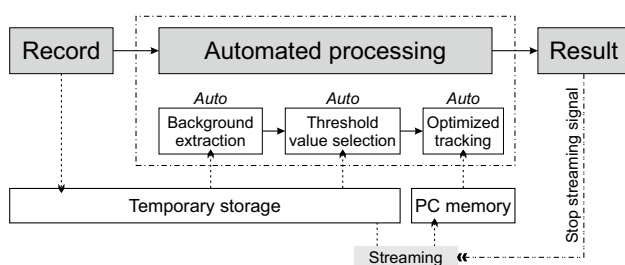 Record
Automated processing
Result
Auto
Auto
Auto
Background
extraction
Threshold
value selection
Optimized
tracking
Stop streaming signal
Temporary storage
PC memory
Streaming